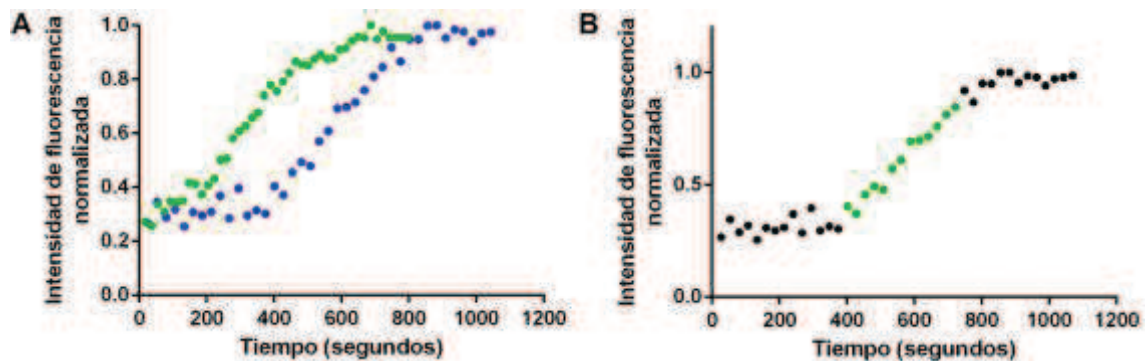 A
Intensidad de fluorescencia
normalizada
1.0
0.8
0.6
0.4
0.2
0.0
0 200 400 600 800 1000 1200
Tiempo (segundos)
B
Intensidad de fluorescencia
normalizada
1.0
0.5
0.0
0 200 400 600 800 1000 1200
Tiempo (segundos)